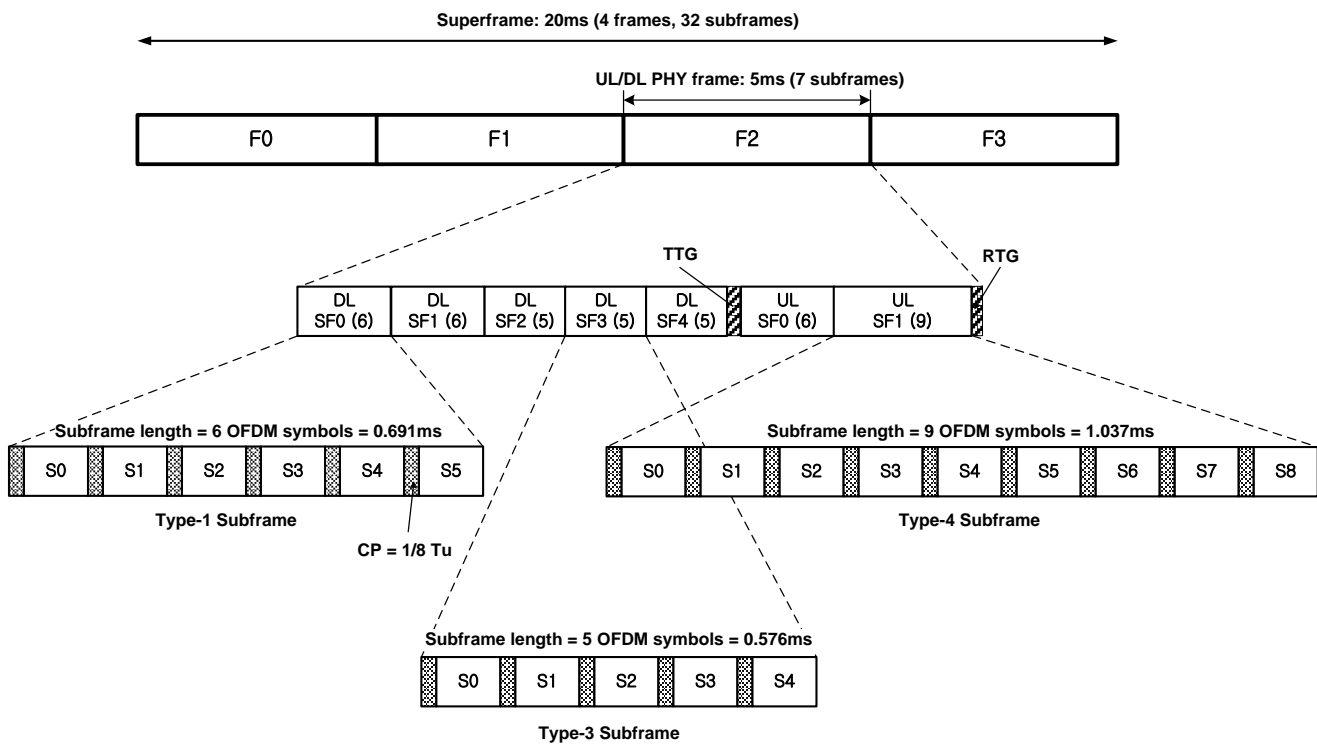 Superframe: 20ms (4 frames, 32 subframes)
UL/DL PHY frame: 5ms (7 subframes)
F0 F1 F2 F3
TTG RTG
DL DL DL DL DL UL UL
SF0 (6) SF1 (6) SF2 (5) SF3 (5) SF4 (5) SF0 (6) SF1 (9)
Subframe length = 6 OFDM symbols = 0.691ms
S0 S1 S2 S3 S4 S5
Type-1 Subframe
CP = 1/8 Tu
Subframe length = 9 OFDM symbols = 1.037ms
S0 S1 S2 S3 S4 S5 S6 S7 S8
Type-4 Subframe
Subframe length = 5 OFDM symbols = 0.576ms
S0 S1 S2 S3 S4
Type-3 Subframe